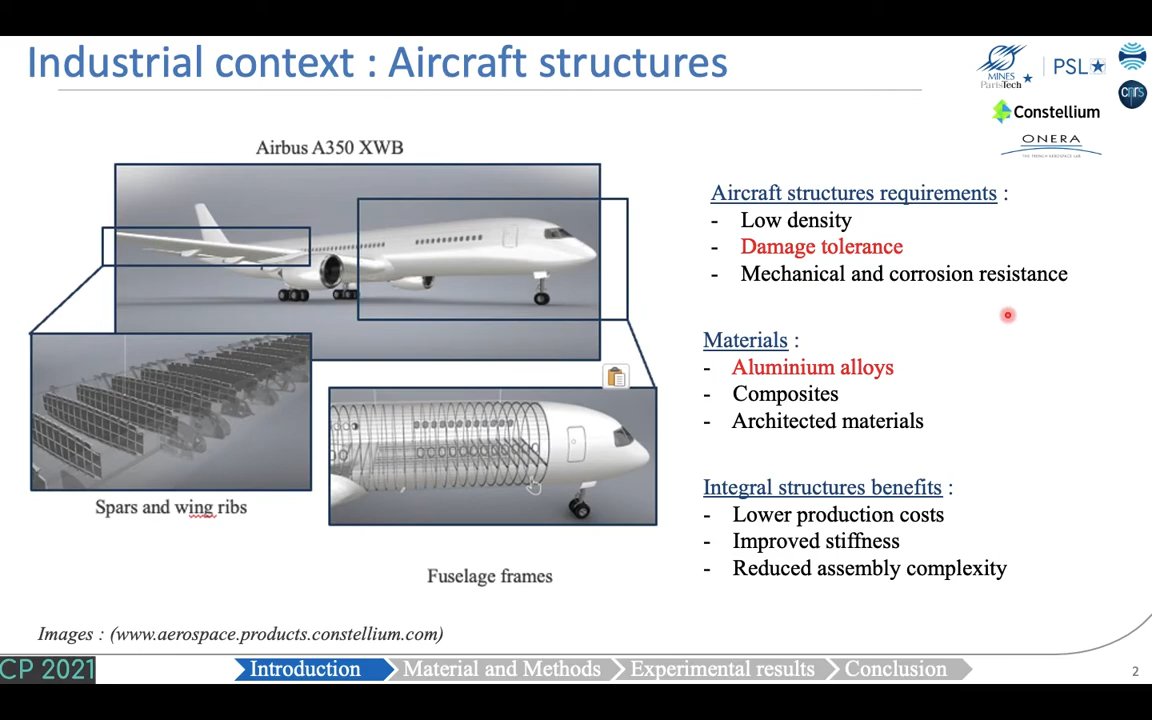 Industrial context : Aircraft structures
MINES
ParisTech
PSL
cnrs
Constellium
ONERA
THE FRENCH AEROSPACE LAB
Airbus A350 XWB
Spars and wing ribs
Fuselage frames
Aircraft structures requirements :
- Low density
- Damage tolerance
- Mechanical and corrosion resistance
Materials :
- Aluminium alloys
- Composites
- Architected materials
Integral structures benefits :
- Lower production costs
- Improved stiffness
- Reduced assembly complexity
Images : (www.aerospace.products.constellium.com)
CP 2021
Introduction
Material and Methods
Experimental results
Conclusion
2